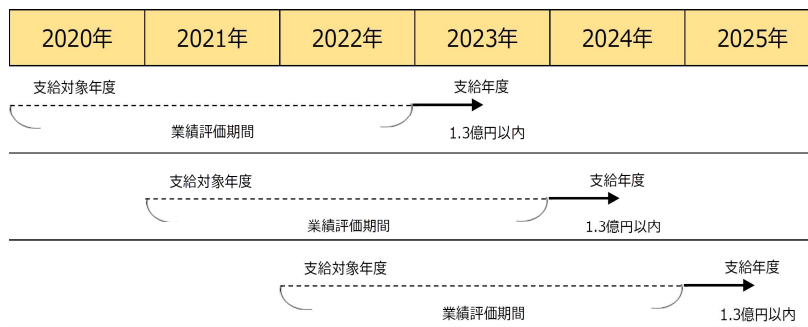 2020年 2021年 2022年 2023年 2024年 2025年
支給対象年度 支給年度
業績評価期間 1.3億円以内
支給対象年度 支給年度
業績評価期間 1.3億円以内
支給対象年度 支給年度
業績評価期間 1.3億円以内